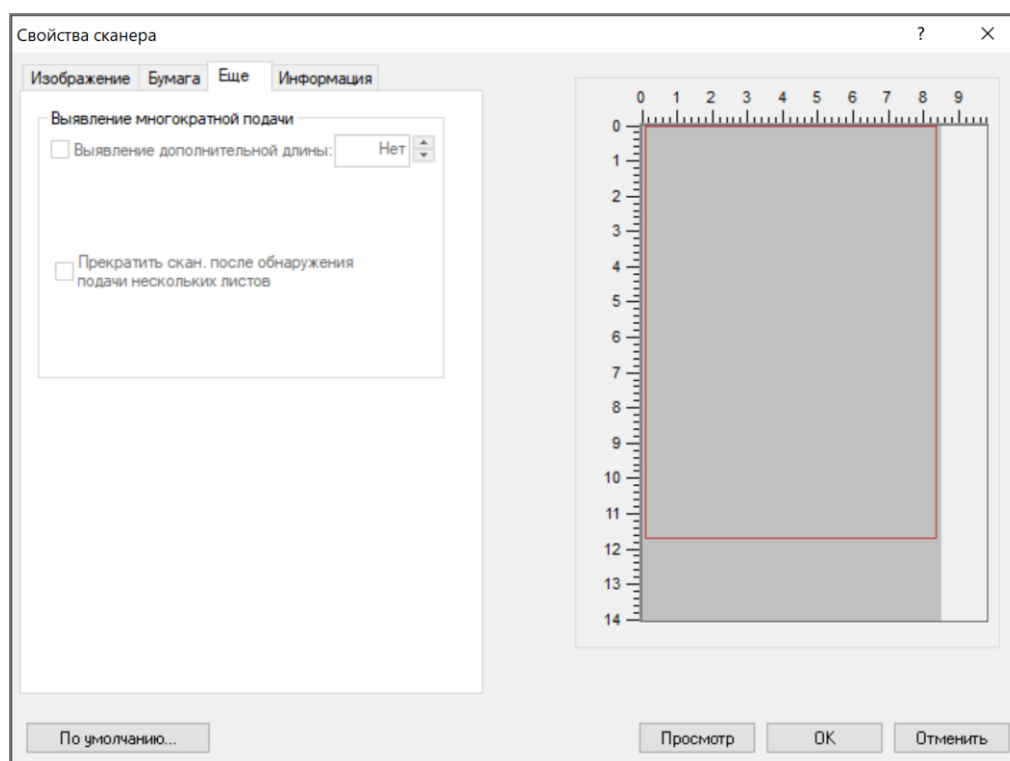 Свойства сканера
?
Изображение Бумага Еще Информация
Выявление многократной подачи
Выявление дополнительной длины: Нет
Прекратить скан. после обнаружения
подачи нескольких листов
0 1 2 3 4 5 6 7 8 9
0
1
2
3
4
5
6
7
8
9
10
11
12
13
14
По умолчанию... Просмотр OK Отменить